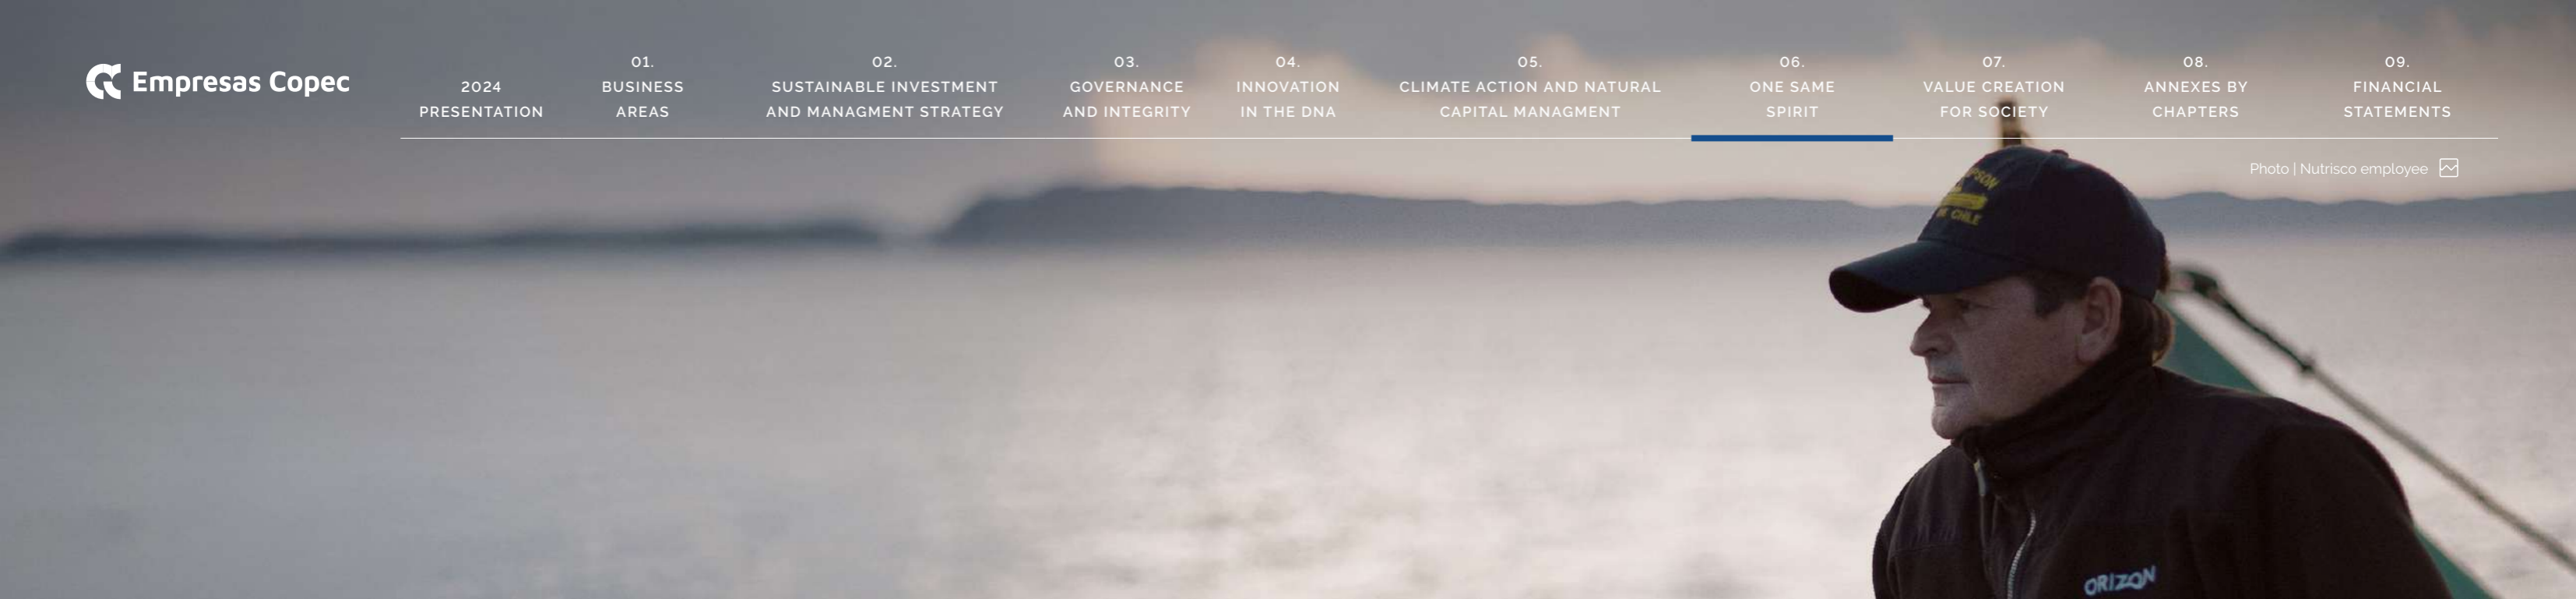 Empresas Copec
2024
PRESENTATION
01.
BUSINESS
AREAS
02.
SUSTAINABLE INVESTMENT
AND MANAGMENT STRATEGY
03.
GOVERNANCE
AND INTEGRITY
04.
INNOVATION
IN THE DNA
05.
CLIMATE ACTION AND NATURAL
CAPITAL MANAGMENT
06.
ONE SAME
SPIRIT
07.
VALUE CREATION
FOR SOCIETY
08.
ANNEXES BY
CHAPTERS
09.
FINANCIAL
STATEMENTS
Photo | Nutrisco employee
CHILE
ORIZON